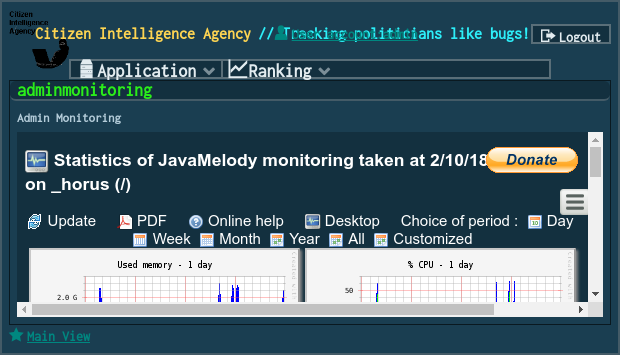 Citizen
Intelligence
Agency
Citizen Intelligence Agency // Tracking politicians like bugs!
Logout
Application Ranking
adminmonitoring
Admin Monitoring
Statistics of JavaMelody monitoring taken at 2/10/18
Donate
on _horus (/)
Update PDF Online help Desktop Choice of period : Day
Week Month Year All Customized
Used memory - 1 day
% CPU - 1 day
2.0 G
50
Main View